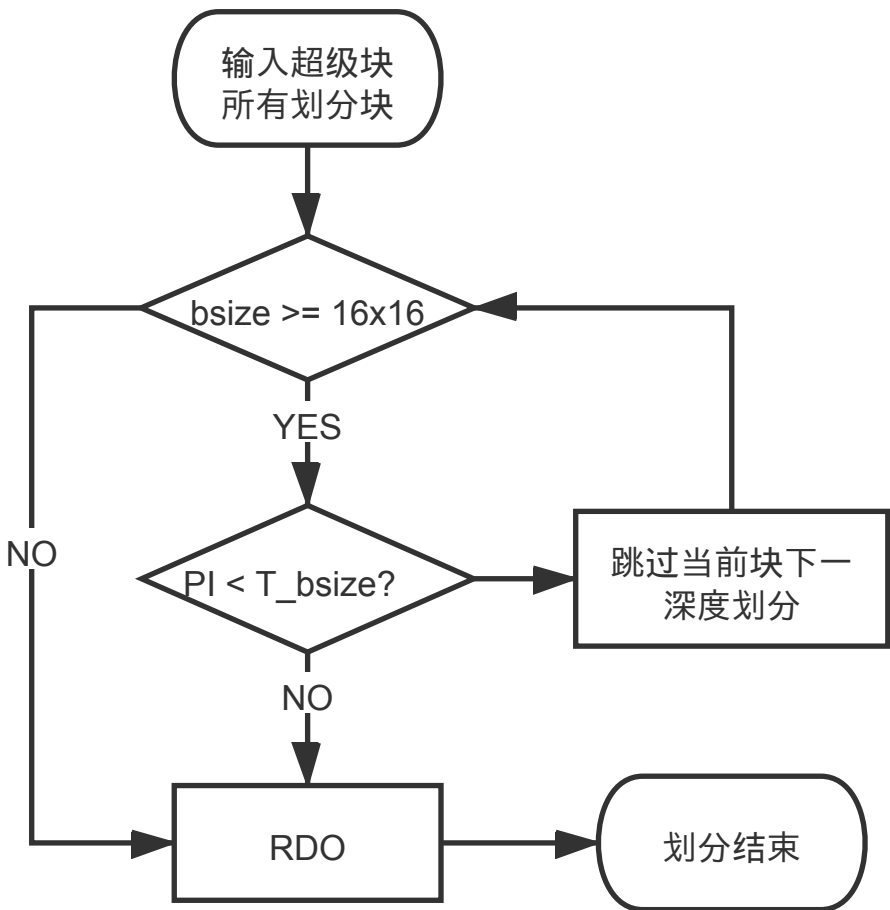 输入超级块
所有划分块
bsize >= 16x16
YES
NO
PI < T_bsize?
跳过当前块下一
深度划分
NO
RDO
划分结束